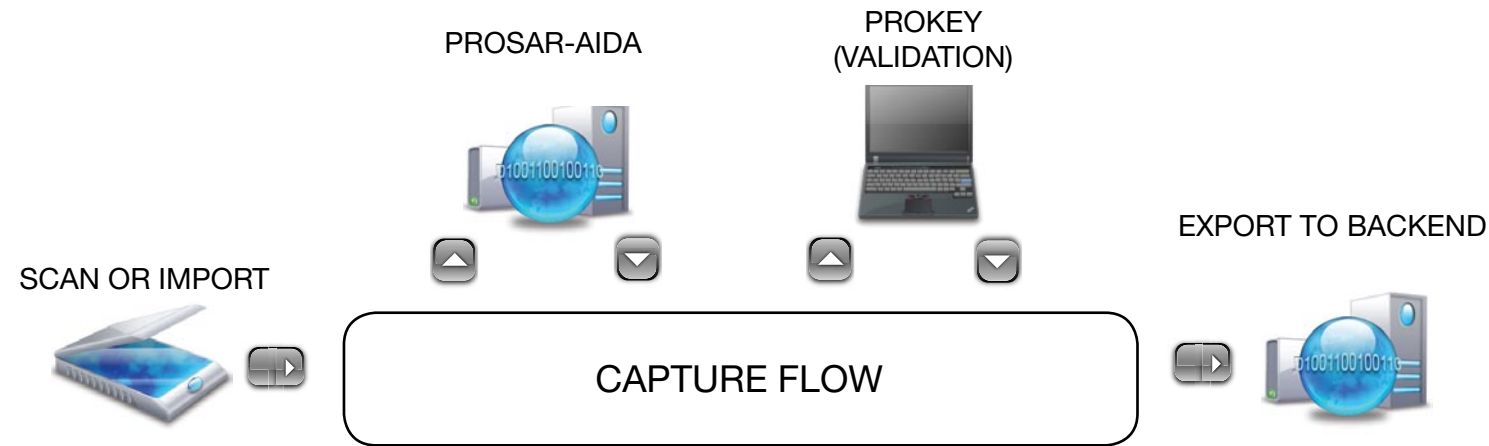 PROSAR-AIDA
PROKEY
(VALIDATION)
EXPORT TO BACKEND
SCAN OR IMPORT
CAPTURE FLOW